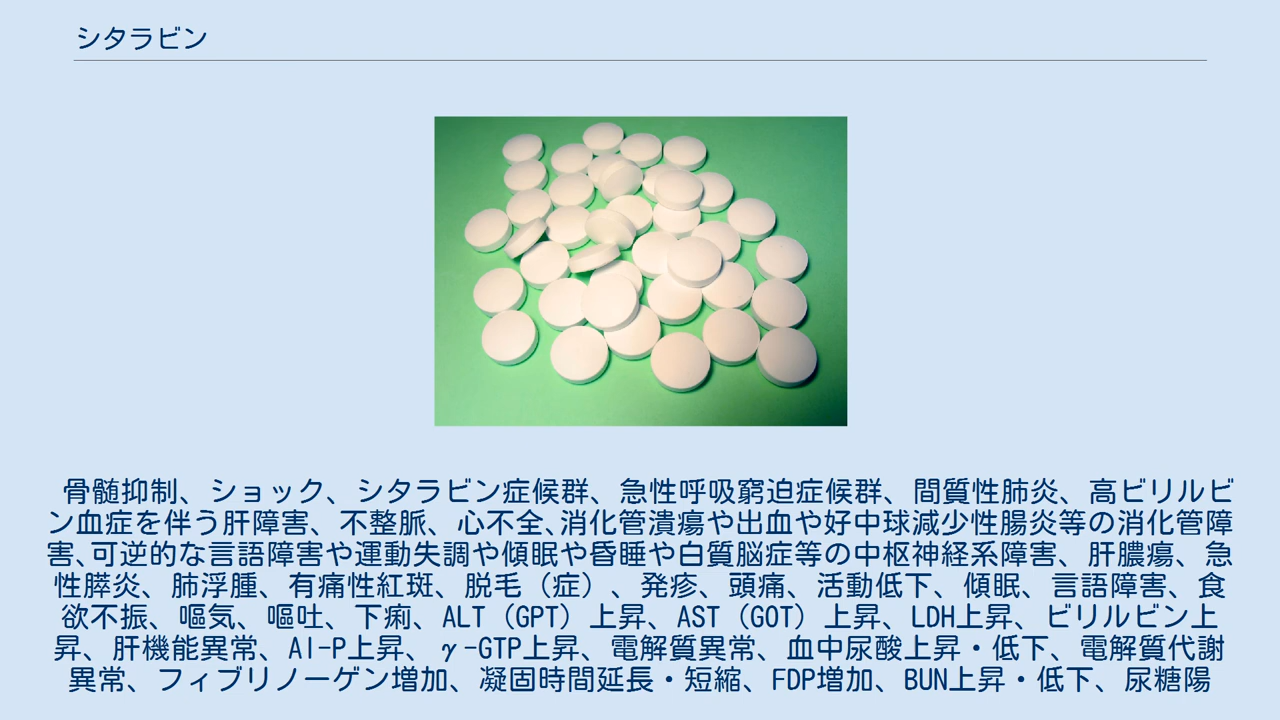 シタラビン
骨髄抑制、ショック、シタラビン症候群、急性呼吸窮迫症候群、間質性肺炎、高ビリルビ
ン血症を伴う肝障害、不整脈、心不全､消化管潰瘍や出血や好中球減少性腸炎等の消化管障
害､可逆的な言語障害や運動失調や傾眠や昏睡や白質脳症等の中枢神経系障害、肝膿瘍、急
性膵炎、肺浮腫、有痛性紅斑、脱毛（症）、発疹、頭痛、活動低下、傾眠、言語障害、食
欲不振、嘔気、嘔吐、下痢、ALT（GPT）上昇、AST（GOT）上昇、LDH上昇、ビリルビン上
昇、肝機能異常、Al-P上昇、γ-GTP上昇、電解質異常、血中尿酸上昇・低下、電解質代謝
異常、フィブリノーゲン増加、凝固時間延長・短縮、FDP増加、BUN上昇・低下、尿糖陽